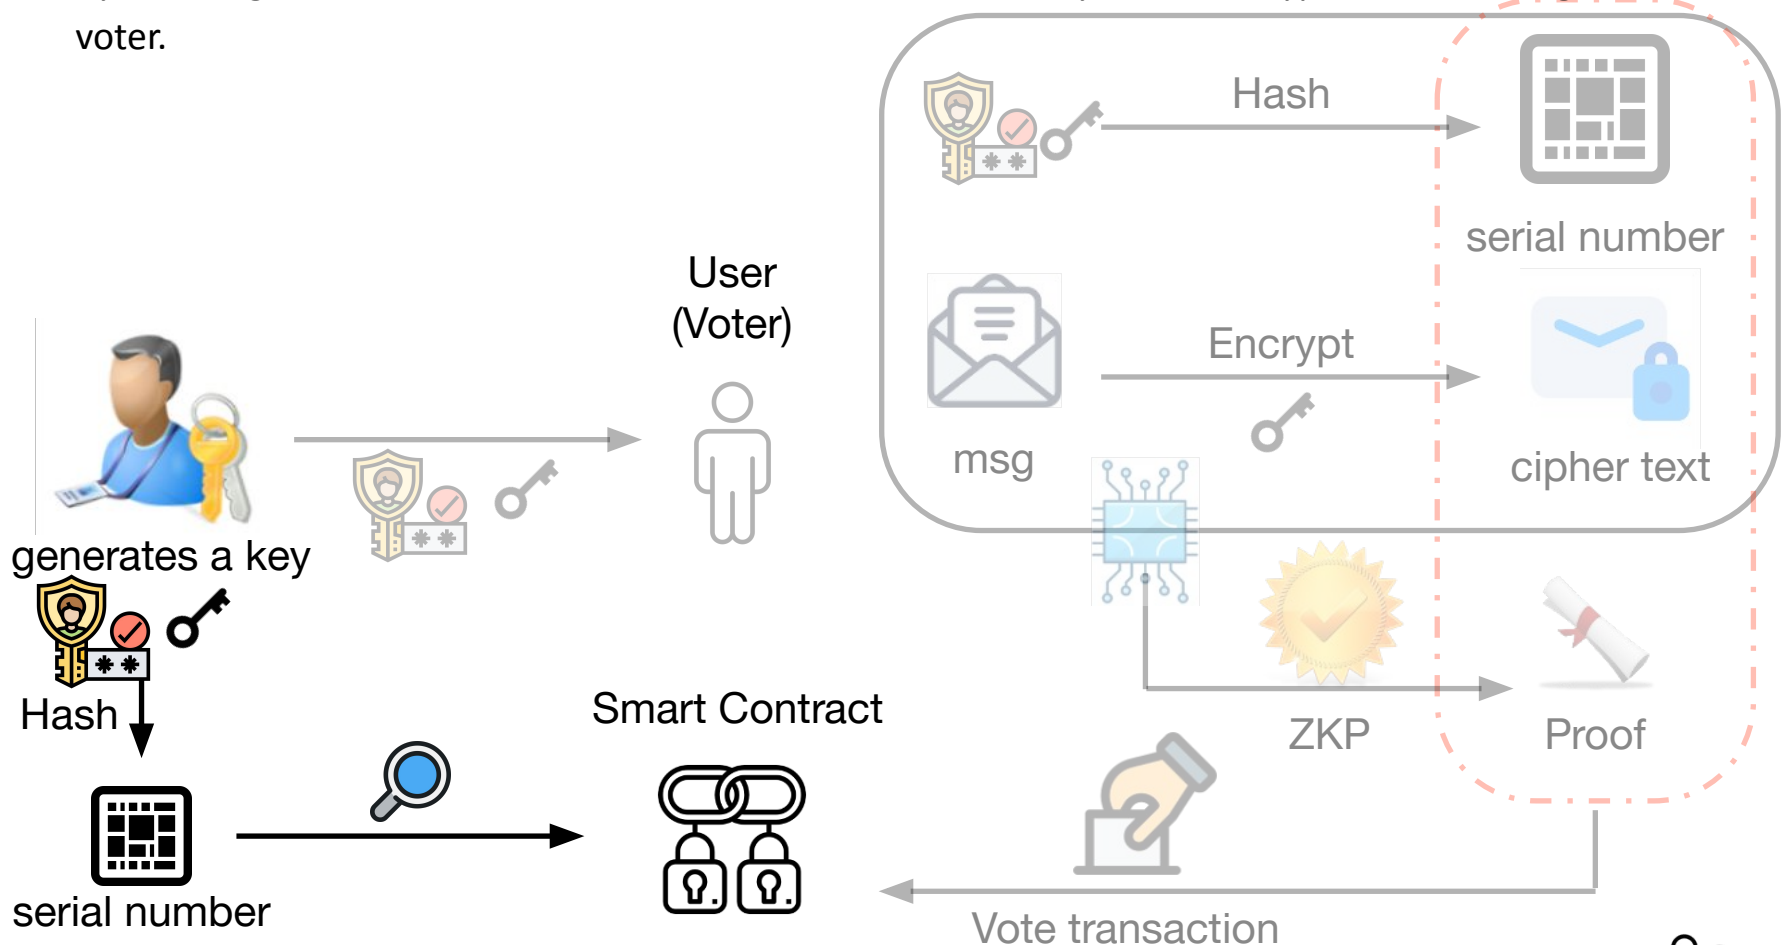 voter.
Hash
serial number
User
(Voter)
Encrypt
msg
cipher text
generates a key
Hash
Smart Contract
ZKP
Proof
serial number
Vote transaction